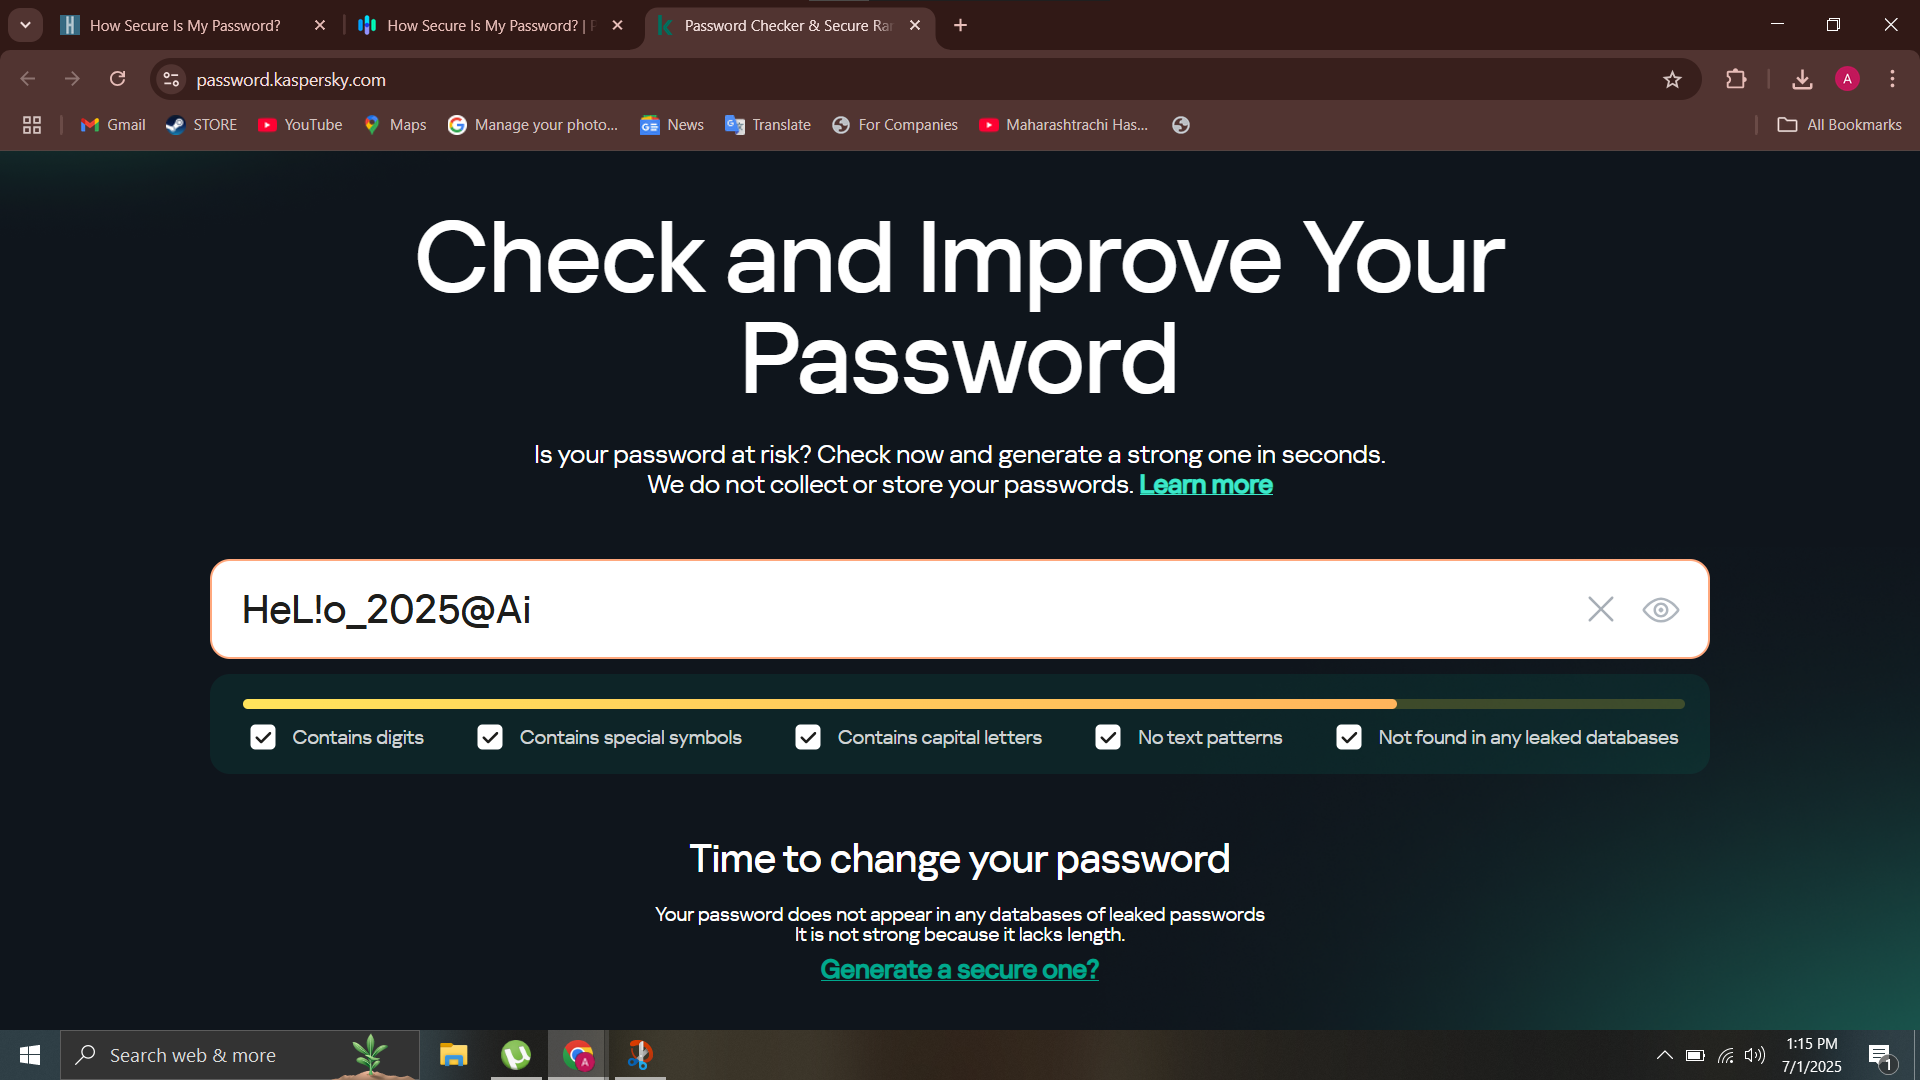 How Secure Is My Password?
How Secure Is My Password? | P
Password Checker & Secure Rar
password.kaspersky.com
A
Gmail
STORE
YouTube
Maps
Manage your photo...
News
Translate
For Companies
Maharashtrachi Has...
All Bookmarks
Check and Improve Your
Password
Is your password at risk? Check now and generate a strong one in seconds.
We do not collect or store your passwords. Learn more
HeL!o_2025@Ai
Contains digits
Contains special symbols
Contains capital letters
No text patterns
Not found in any leaked databases
Time to change your password
Your password does not appear in any databases of leaked passwords
It is not strong because it lacks length.
Generate a secure one?
Search web & more
1:15 PM
7/1/2025
1